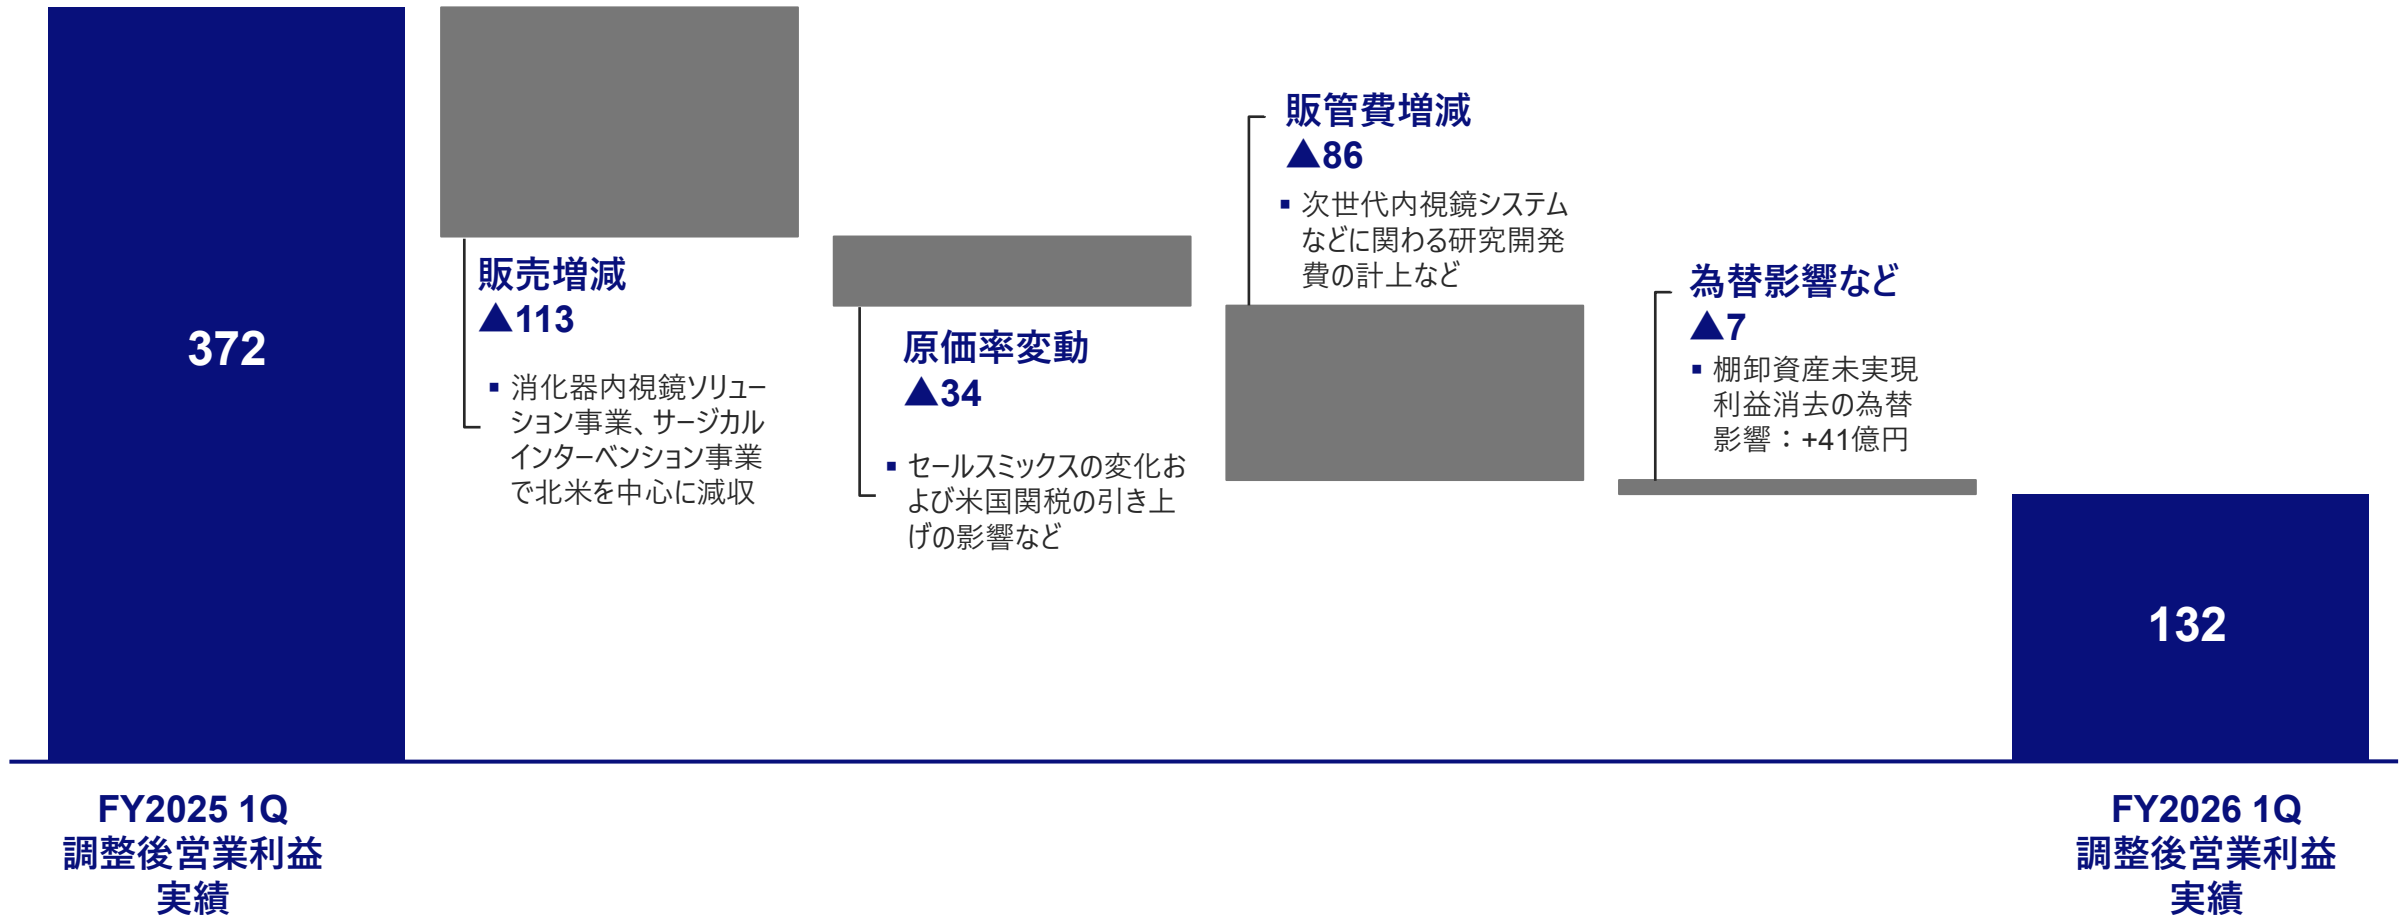 372
販売増減
▲113
▪ 消化器内視鏡ソリュー
ション事業、サージカル
インターベンション事業
で北米を中心に減収
原価率変動
▲34
▪ セールスミックスの変化お
よび米国関税の引き上
げの影響など
販管費増減
▲86
▪ 次世代内視鏡システム
などに関わる研究開発
費の計上など
為替影響など
▲7
▪ 棚卸資産未実現
利益消去の為替
影響：+41億円
132
FY2025 1Q
調整後営業利益
実績
FY2026 1Q
調整後営業利益
実績